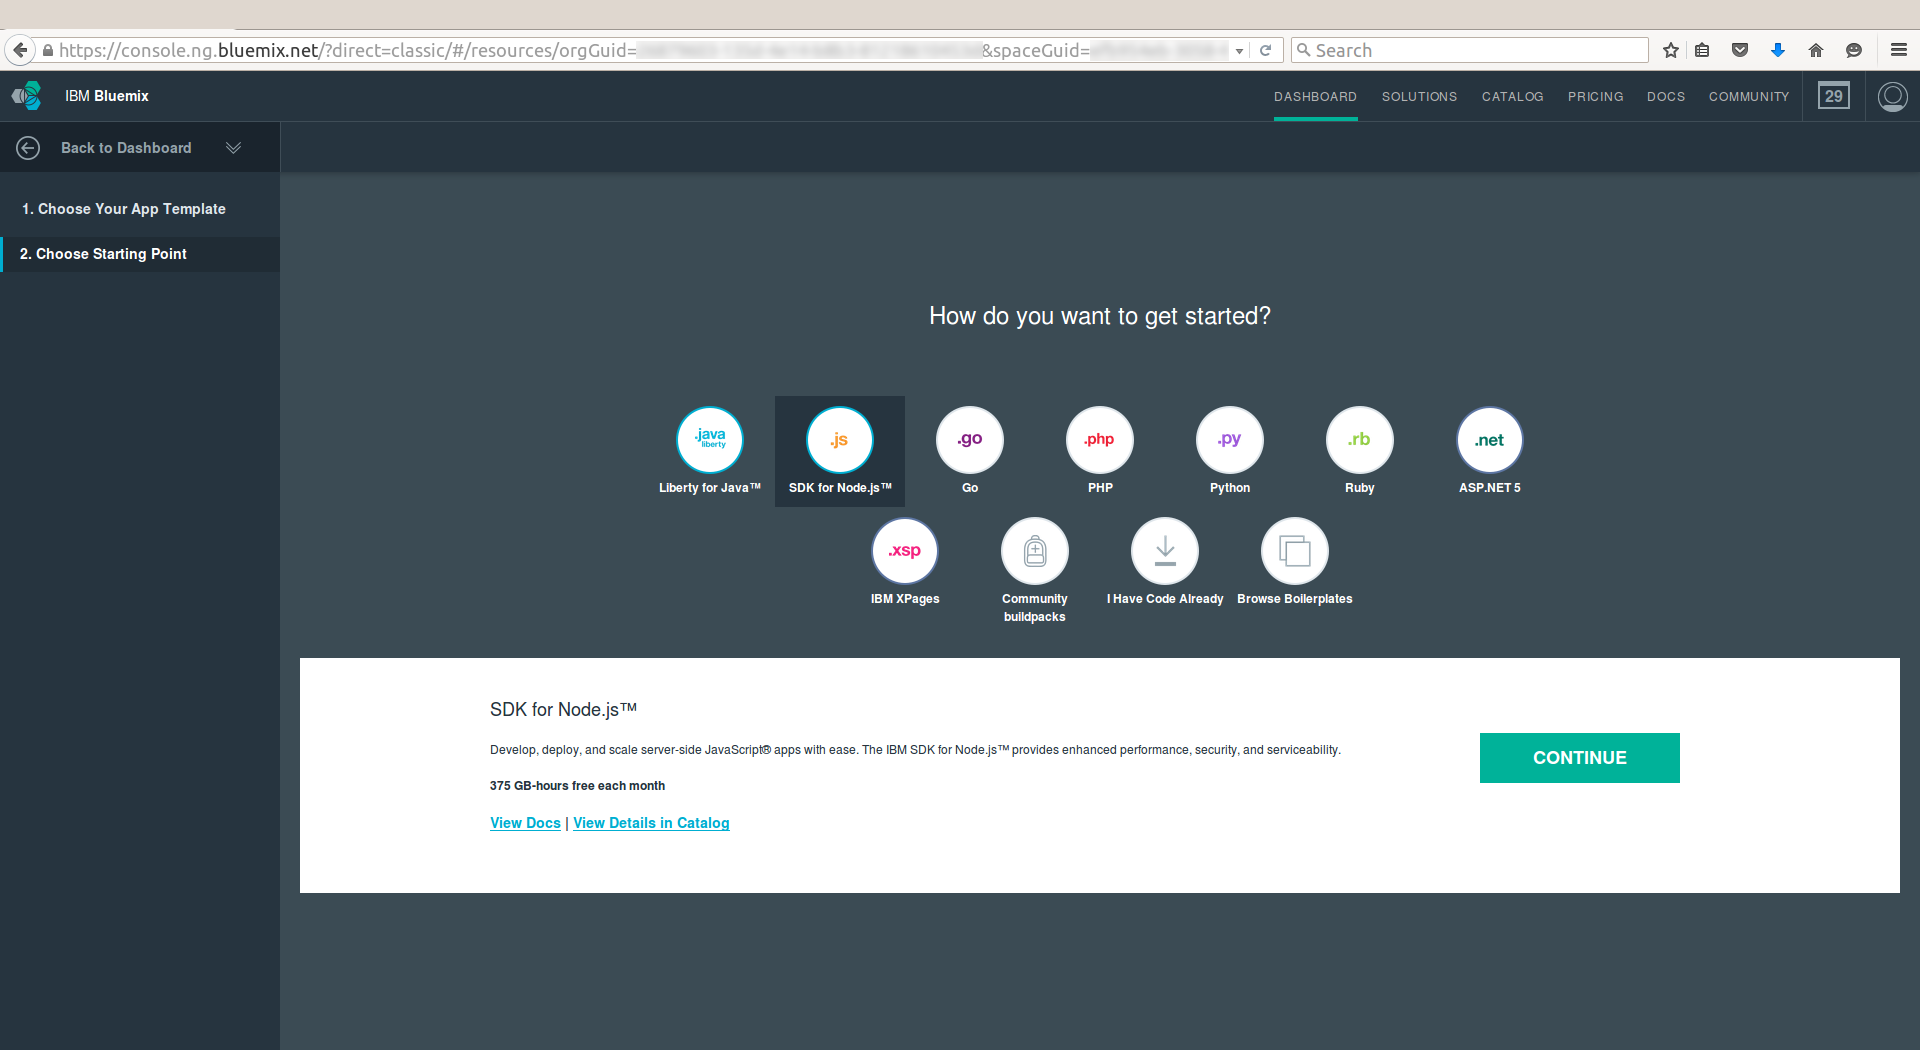 https://console.ng.bluemix.net/?direct=classic/#/resources/orgGuid= &spaceGuid=
Search
IBM Bluemix
DASHBOARD SOLUTIONS CATALOG PRICING DOCS COMMUNITY 29
Back to Dashboard
1. Choose Your App Template
2. Choose Starting Point
How do you want to get started?
.java liberty
.js
.go
.php
.py
.rb
.net
Liberty for Java™
SDK for Node.js™
Go
PHP
Python
Ruby
ASP.NET 5
.xsp
IBM XPages
Community
buildpacks
I Have Code Already
Browse Boilerplates
SDK for Node.js™
Develop, deploy, and scale server-side JavaScript® apps with ease. The IBM SDK for Node.js™ provides enhanced performance, security, and serviceability.
375 GB-hours free each month
View Docs | View Details in Catalog
CONTINUE